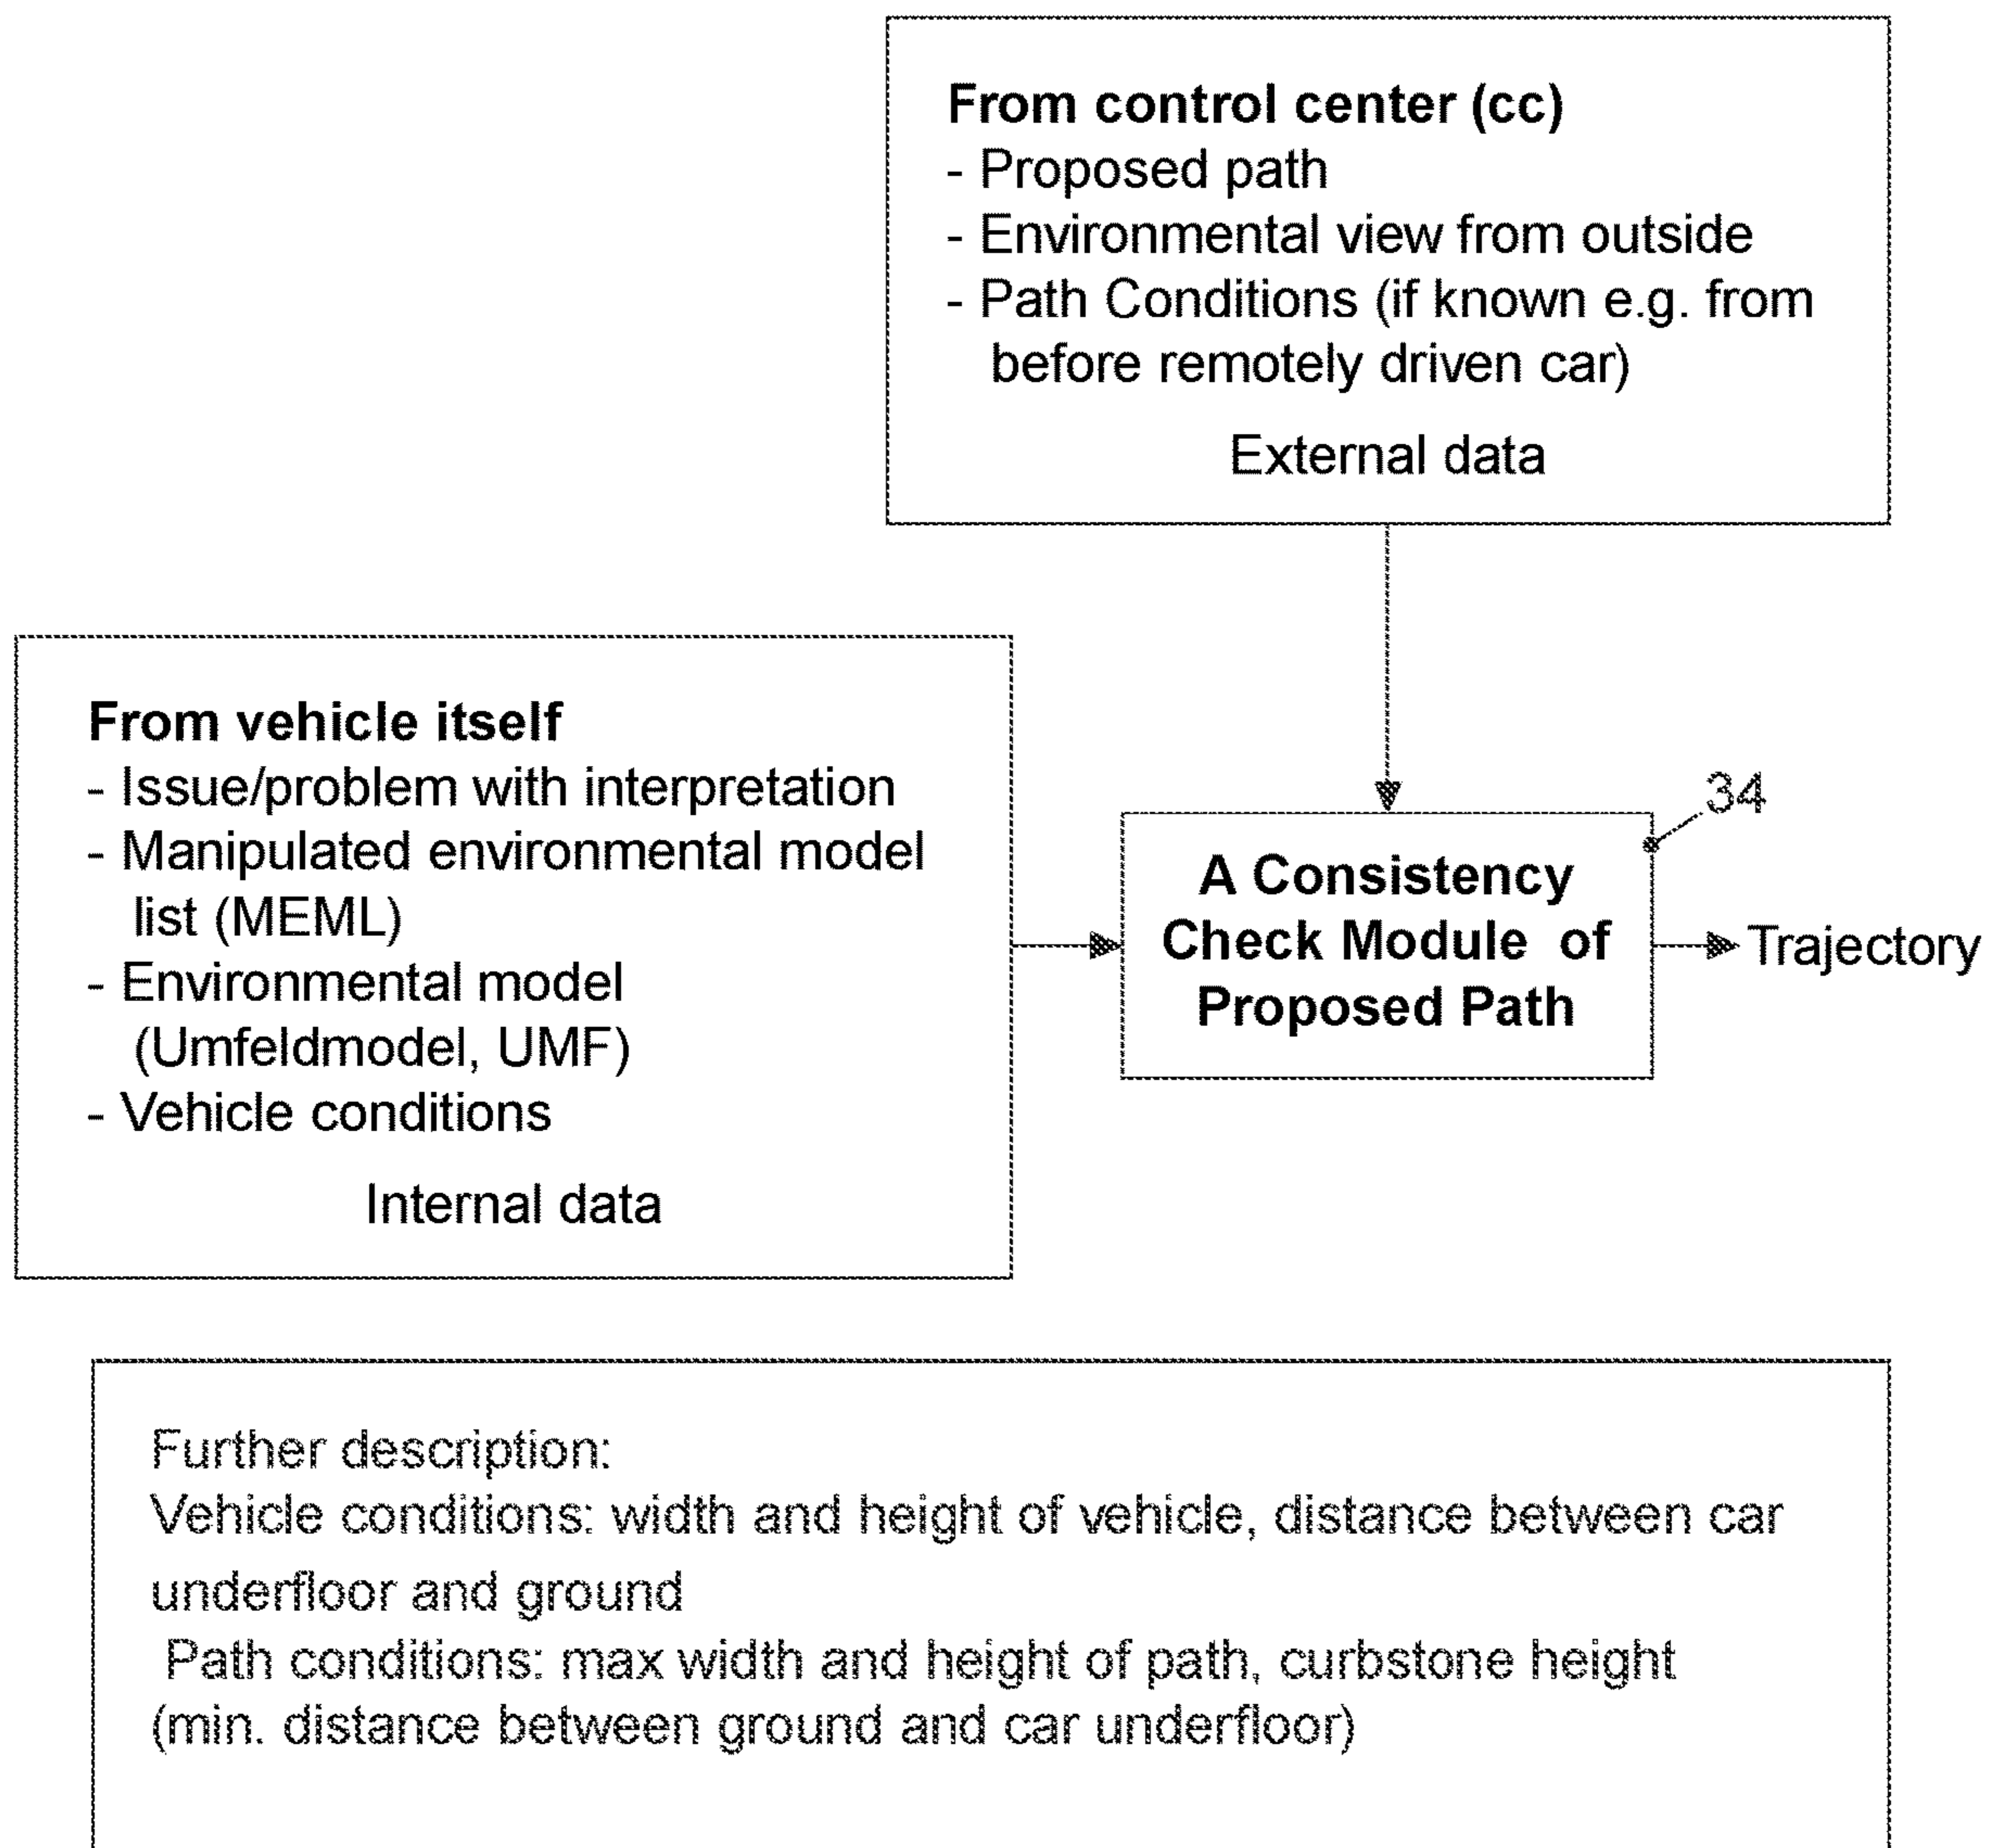 From control center (cc)
- Proposed path
- Environmental view from outside
- Path Conditions (if known e.g. from
before remotely driven car)
External data
From vehicle itself
- Issue/problem with interpretation
- Manipulated environmental model
list (MEML)
- Environmental model
(Umfeldmodel, UMF)
- Vehicle conditions
Internal data
34
A Consistency
Check Module of
Proposed Path
Trajectory
Further description:
Vehicle conditions: width and height of vehicle, distance between car
underfloor and ground
Path conditions: max width and height of path, curbstone height
(min. distance between ground and car underfloor)